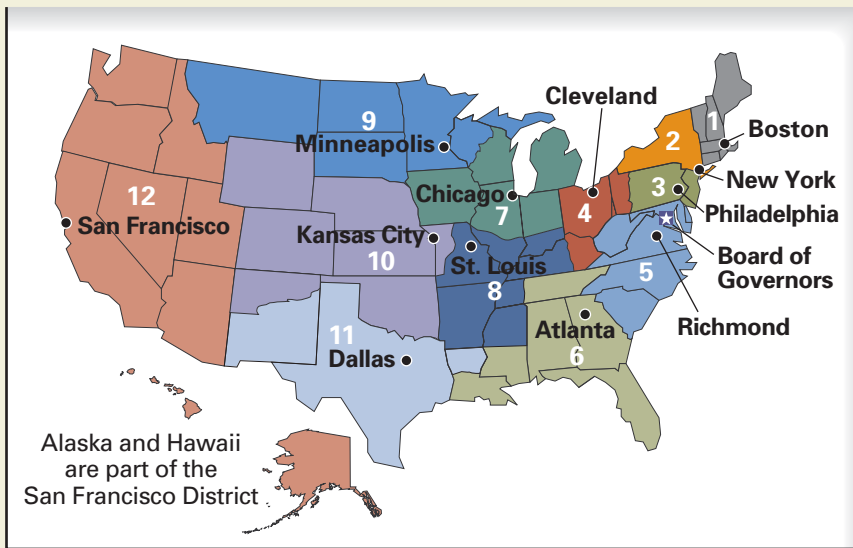 Cleveland
1
9
2
Boston
Minneapolis
New York
3
12
Chicago
4
Philadelphia
7
San Francisco
Kansas City
Board of
Governors
St. Louis
10
5
8
Richmond
11
Atlanta
Dallas
6
Alaska and Hawaii
are part of the
San Francisco District